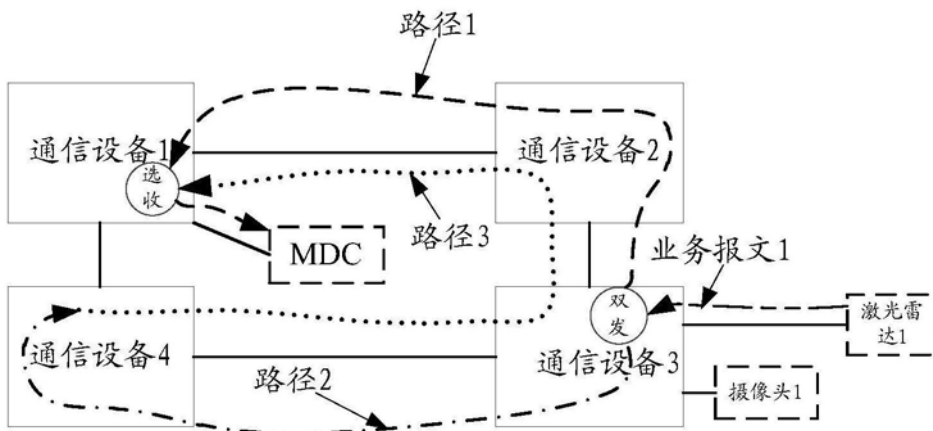 路径1
通信设备1
通信设备2
选
收
路径3
MDC
业务报文1
双
发
激光雷
达1
通信设备4
通信设备3
路径2
摄像头1